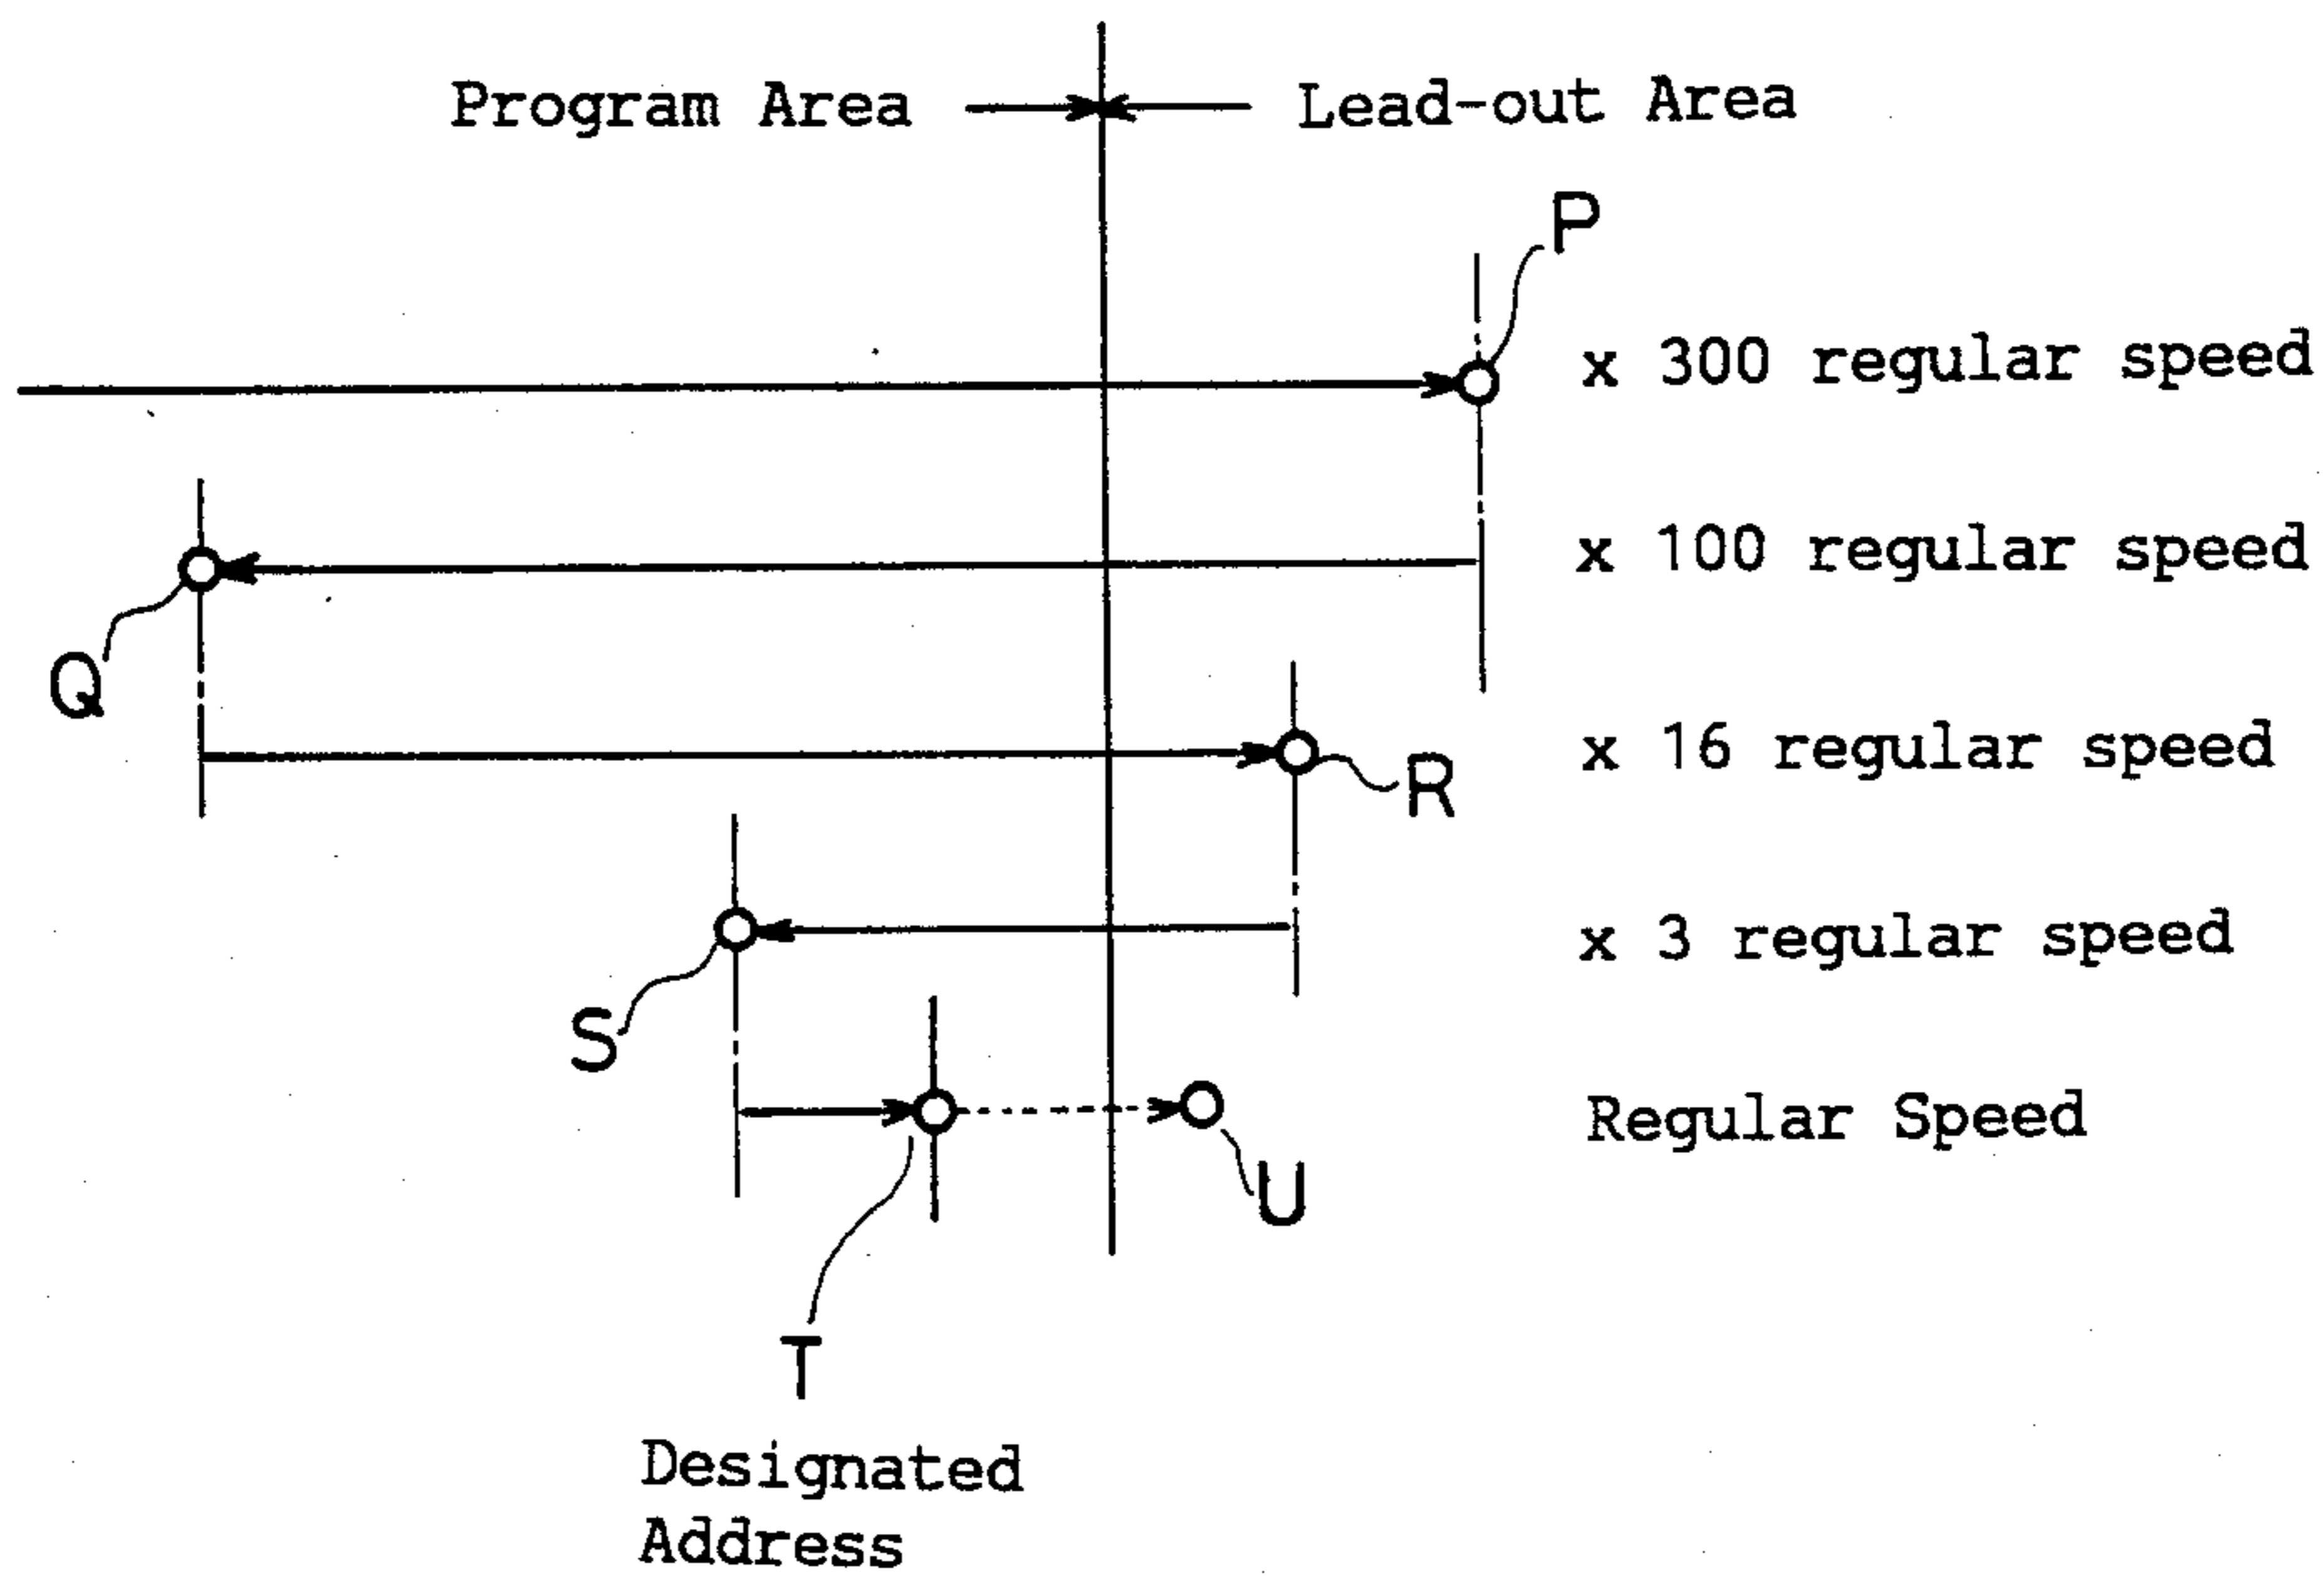 Program Area
Lead-out Area
P
x 300 regular speed
x 100 regular speed
Q
x 16 regular speed
R
x 3 regular speed
S
Regular Speed
U
T
Designated
Address